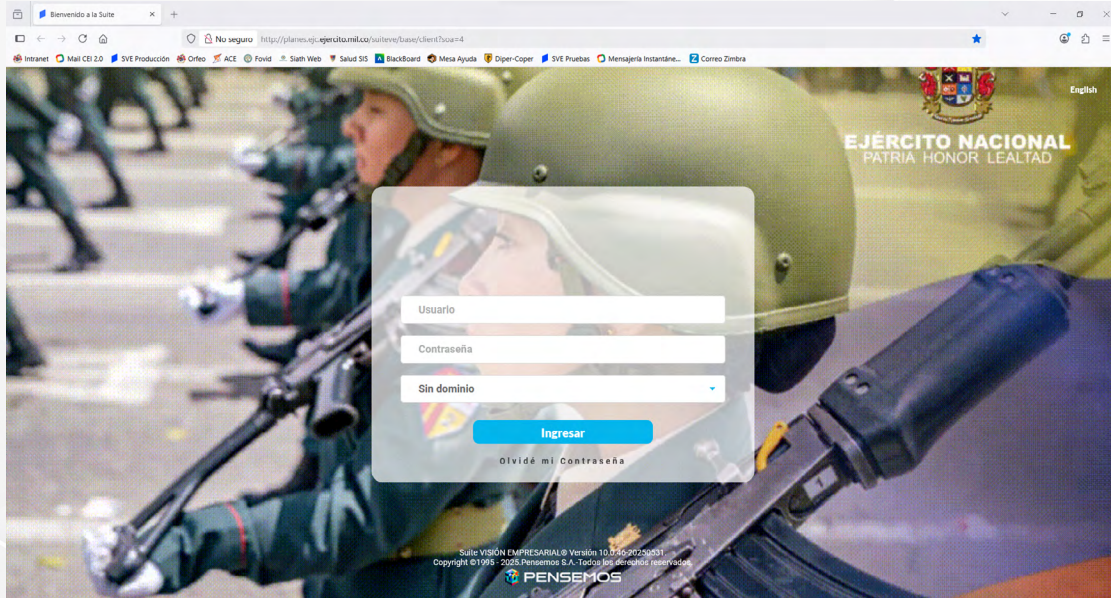 Bienvenido a la Suite
No seguro http://planes.ejc.ejercito.mil.co/suiteve/base/client?soa=4
Intranet Mail CEI 2.0 SVE Producción Orfeo ACE Fovid Siath Web Salud SIS BlackBoard Mesa Ayuda Diper-Coper SVE Pruebas Mensajería Instantáne... Correo Zimbra
English
EJÉRCITO NACIONAL
PATRIA HONOR LEALTAD
Usuario
Contraseña
Sin dominio
Ingresar
Olvidé mi Contraseña
Suite VISIÓN EMPRESARIAL® Versión 10.0.46-20250531.
Copyright ©1995 - 2025.Pensemos S.A.-Todos los derechos reservados.
PENSEMOS